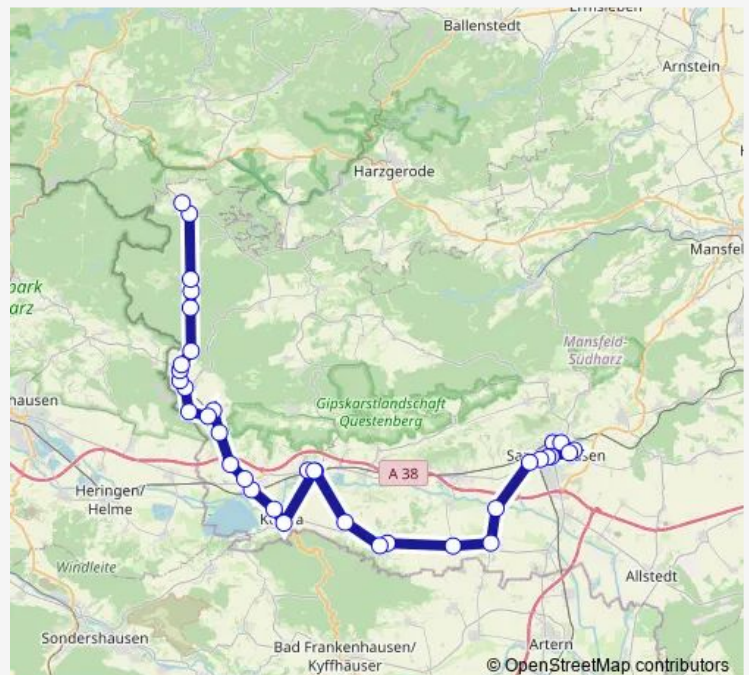 Ballenstedt
Arnstein
Harzgerode
Mansfel
park
arz
Mansfeld-
Südharz
Gipskarstlandschaft
Questenberg
hausen
A 38
Heringen/
Helme
Windleite
Allstedt
Sondershausen
Bad Frankenhausen/
Kyffhäuser
Artern
© OpenStreetMap contributors